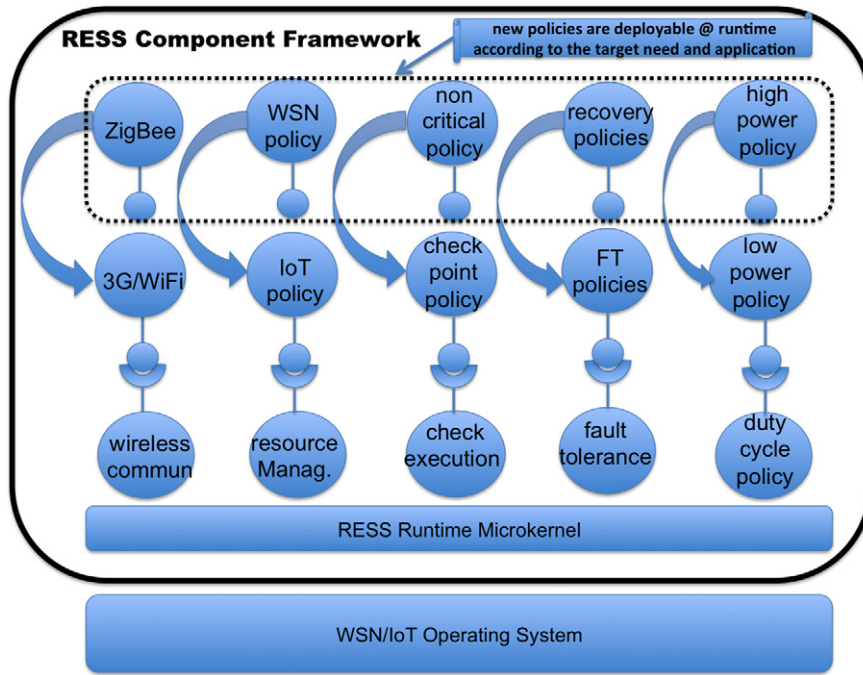 RESS Component Framework
new policies are deployable @ runtime
according to the target need and application
ZigBee
WSN
policy
non
critical
policy
recovery
policies
high
power
policy
3G/WiFi
IoT
policy
check
point
policy
FT
policies
low
power
policy
wireless
commun
resource
Manag.
check
execution
fault
tolerance
duty
cycle
policy
RESS Runtime Microkernel
WSN/IoT Operating System